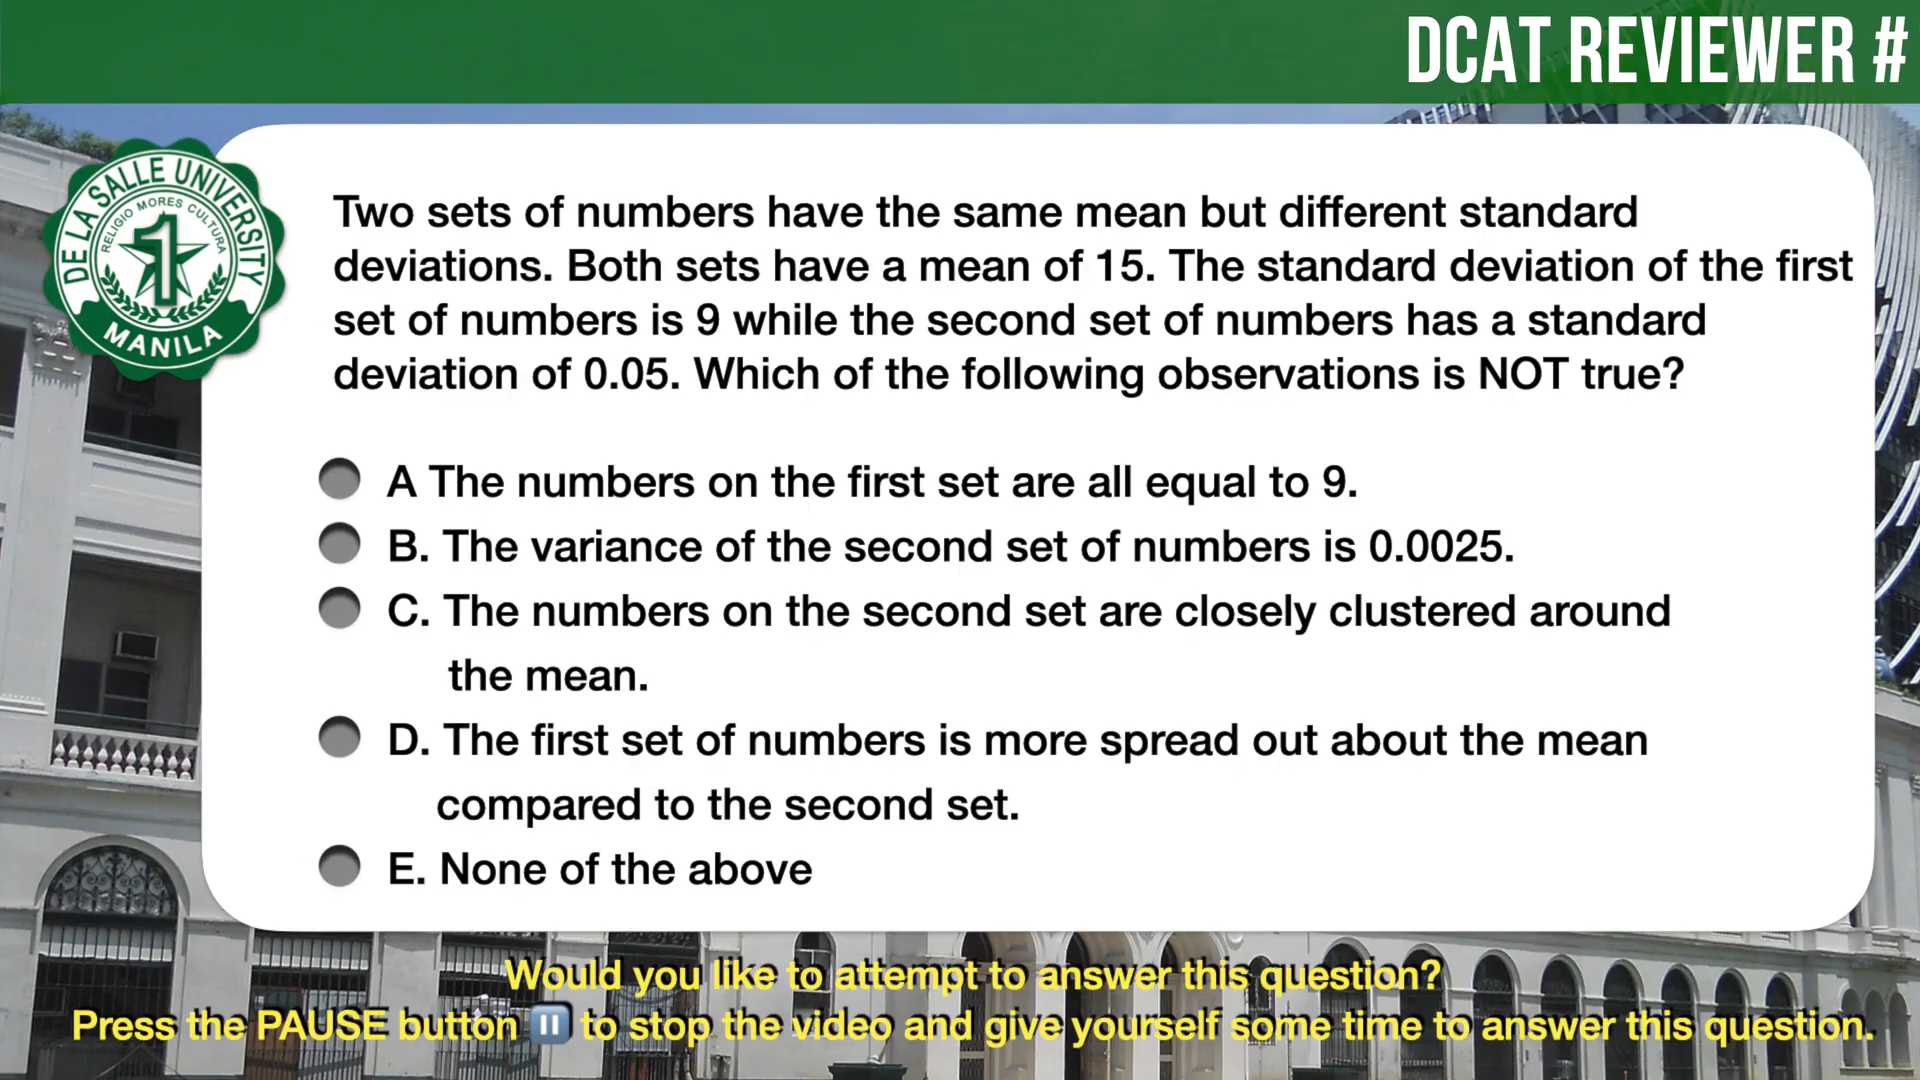 DCAT REVIEWER #
DE LA SALLE UNIVERSITY
RELIGIO MORES CULTURA
1
MANILA
Two sets of numbers have the same mean but different standard
deviations. Both sets have a mean of 15. The standard deviation of the first
set of numbers is 9 while the second set of numbers has a standard
deviation of 0.05. Which of the following observations is NOT true?
A The numbers on the first set are all equal to 9.
B. The variance of the second set of numbers is 0.0025.
C. The numbers on the second set are closely clustered around
the mean.
D. The first set of numbers is more spread out about the mean
compared to the second set.
E. None of the above
Would you like to attempt to answer this question?
Press the PAUSE button ⏸ to stop the video and give yourself some time to answer this question.